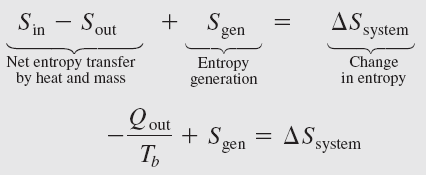 S_in − S_out + S_gen = ΔS_system
Net entropy transfer Entropy Change
by heat and mass generation in entropy
−Q_out/T_b + S_gen = ΔS_system